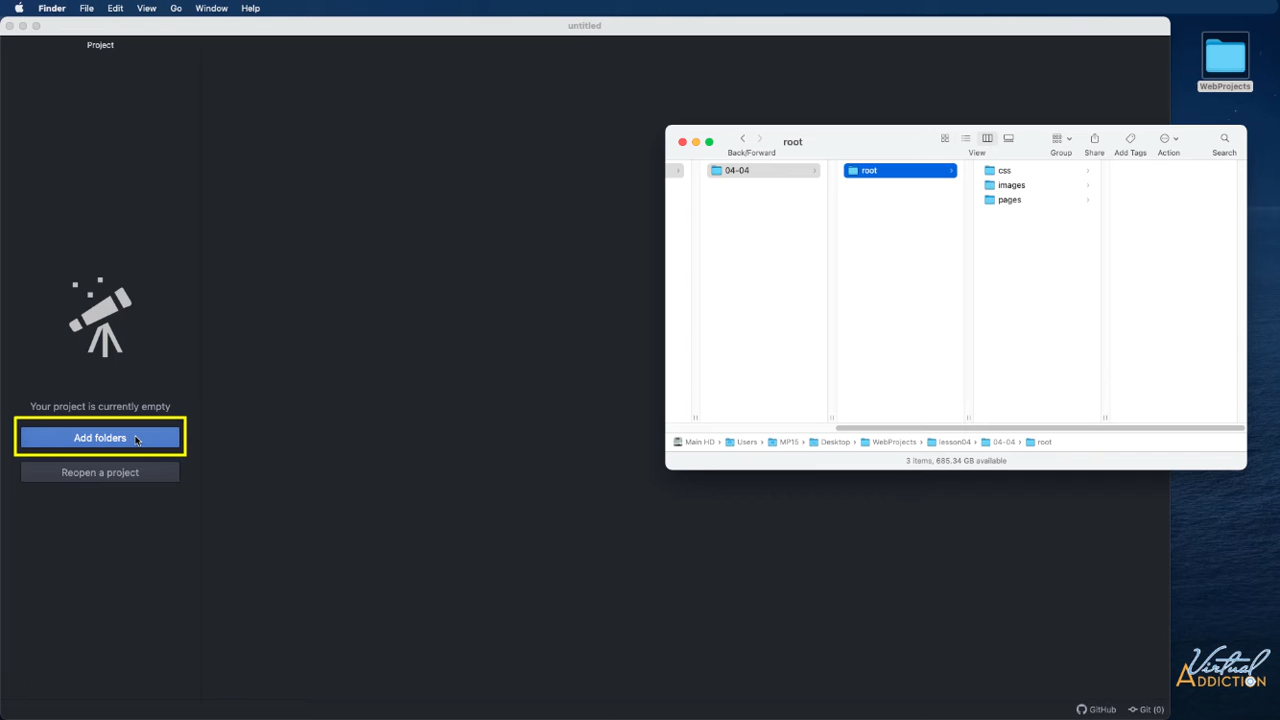 Finder File Edit View Go Window Help
untitled
Project
WebProjects
root
Back/Forward View Group Share Add Tags Action Search
04-04 root css
images
pages
Your project is currently empty
Add folders
Reopen a project
Main HD Users MP15 Desktop WebProjects lesson04 04-04 root
3 items, 685.34 GB available
Virtual
ADDICTION
GitHub Git (0)